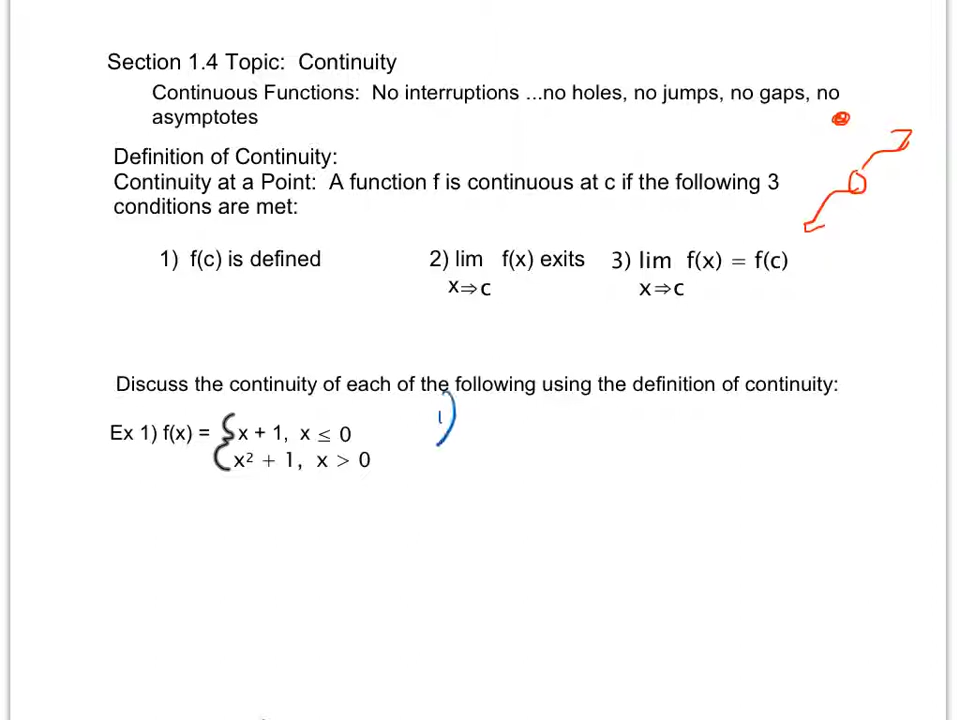 Section 1.4 Topic: Continuity
Continuous Functions: No interruptions ...no holes, no jumps, no gaps, no
asymptotes
Definition of Continuity:
Continuity at a Point: A function f is continuous at c if the following 3
conditions are met:
1) f(c) is defined 2) lim f(x) exits 3) lim f(x) = f(c)
x⇒c x⇒c
Discuss the continuity of each of the following using the definition of continuity:
1)
Ex 1) f(x) = { x + 1, x ≤ 0
x² + 1, x > 0